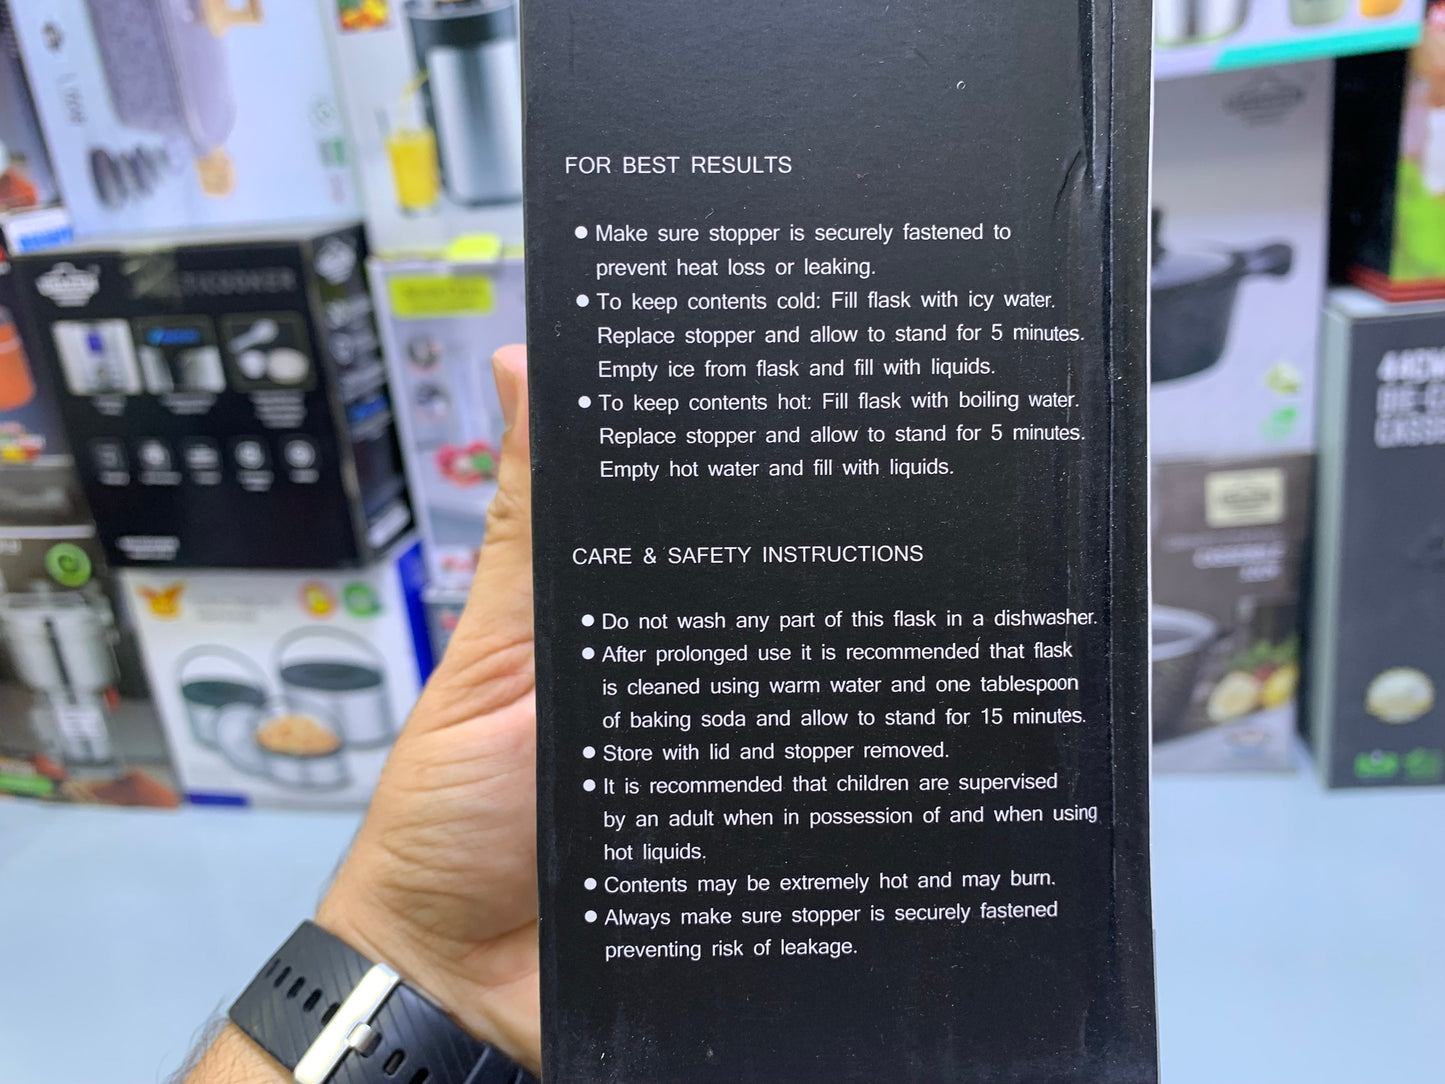 FOR BEST RESULTS
● Make sure stopper is securely fastened to
prevent heat loss or leaking.
● To keep contents cold: Fill flask with icy water.
Replace stopper and allow to stand for 5 minutes.
Empty ice from flask and fill with liquids.
● To keep contents hot: Fill flask with boiling water.
Replace stopper and allow to stand for 5 minutes.
Empty hot water and fill with liquids.
CARE & SAFETY INSTRUCTIONS
● Do not wash any part of this flask in a dishwasher.
● After prolonged use it is recommended that flask
is cleaned using warm water and one tablespoon
of baking soda and allow to stand for 15 minutes.
● Store with lid and stopper removed.
● It is recommended that children are supervised
by an adult when in possession of and when using
hot liquids.
● Contents may be extremely hot and may burn.
● Always make sure stopper is securely fastened
preventing risk of leakage.